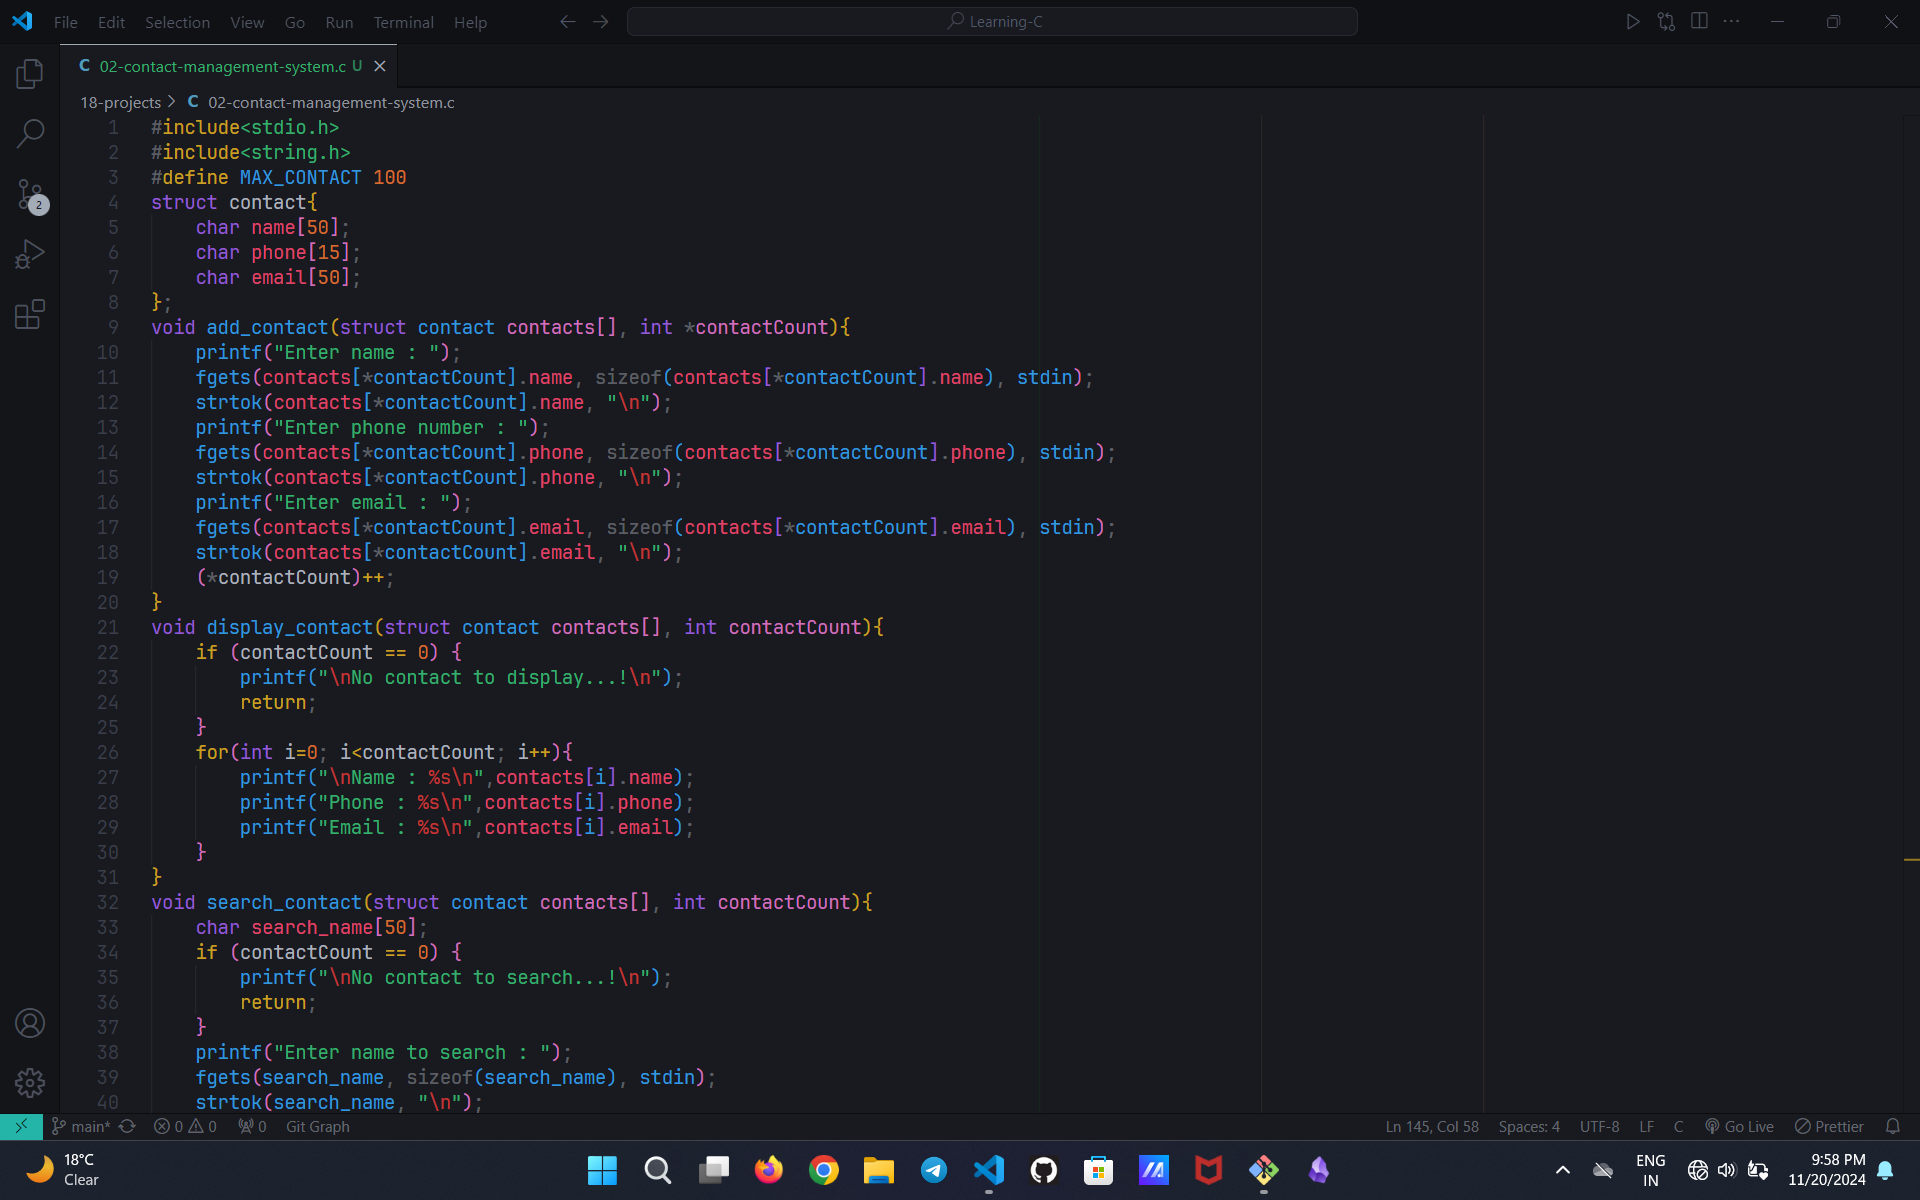 File Edit Selection View Go Run Terminal Help Learning-C
C 02-contact-management-system.c U
18-projects > C 02-contact-management-system.c
1 #include<stdio.h>
2 #include<string.h>
3 #define MAX_CONTACT 100
4 struct contact{
5     char name[50];
6     char phone[15];
7     char email[50];
8 };
9 void add_contact(struct contact contacts[], int *contactCount){
10     printf("Enter name : ");
11     fgets(contacts[*contactCount].name, sizeof(contacts[*contactCount].name), stdin);
12     strtok(contacts[*contactCount].name, "\n");
13     printf("Enter phone number : ");
14     fgets(contacts[*contactCount].phone, sizeof(contacts[*contactCount].phone), stdin);
15     strtok(contacts[*contactCount].phone, "\n");
16     printf("Enter email : ");
17     fgets(contacts[*contactCount].email, sizeof(contacts[*contactCount].email), stdin);
18     strtok(contacts[*contactCount].email, "\n");
19     (*contactCount)++;
20 }
21 void display_contact(struct contact contacts[], int contactCount){
22     if (contactCount == 0) {
23         printf("\nNo contact to display...!\n");
24         return;
25     }
26     for(int i=0; i<contactCount; i++){
27         printf("\nName : %s\n",contacts[i].name);
28         printf("Phone : %s\n",contacts[i].phone);
29         printf("Email : %s\n",contacts[i].email);
30     }
31 }
32 void search_contact(struct contact contacts[], int contactCount){
33     char search_name[50];
34     if (contactCount == 0) {
35         printf("\nNo contact to search...!\n");
36         return;
37     }
38     printf("Enter name to search : ");
39     fgets(search_name, sizeof(search_name), stdin);
40     strtok(search_name, "\n");
2
main* 0 0 0 Git Graph Ln 145, Col 58 Spaces: 4 UTF-8 LF C Go Live Prettier
18°C
Clear
ENG
IN
9:58 PM
11/20/2024